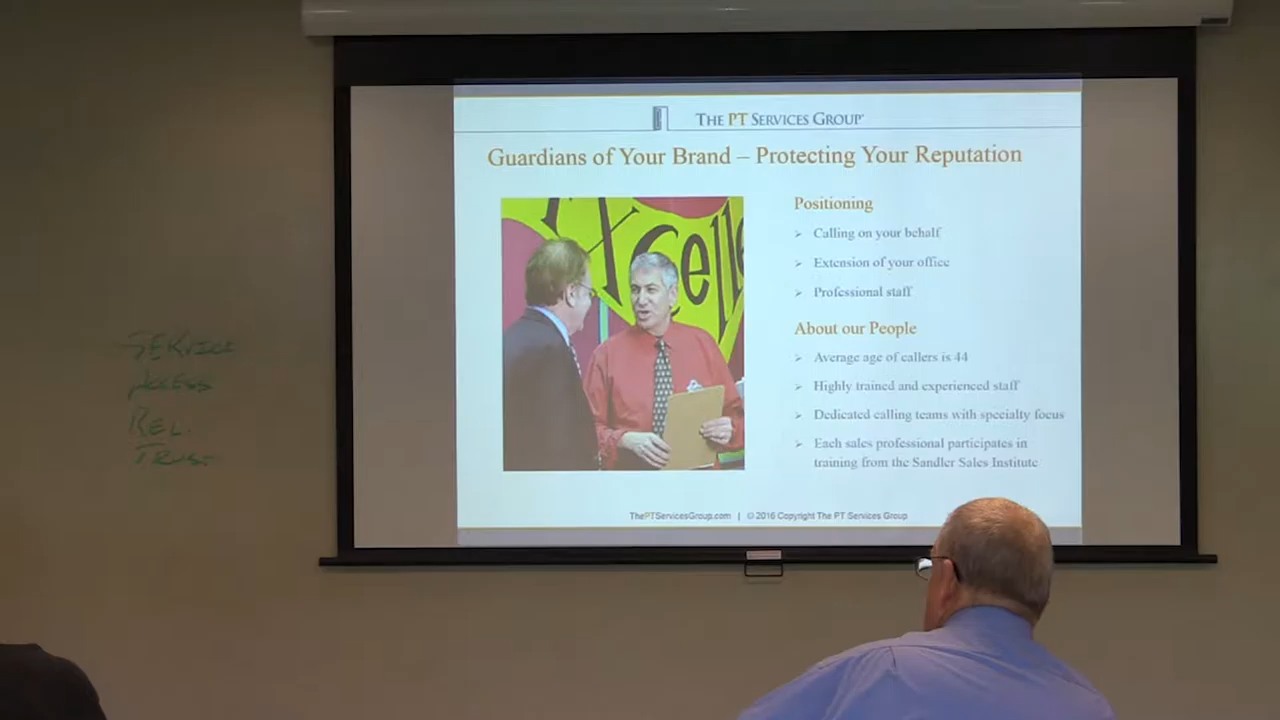 THE PT SERVICES GROUP
Guardians of Your Brand – Protecting Your Reputation
Excelle
Positioning
➢ Calling on your behalf
➢ Extension of your office
➢ Professional staff
About our People
➢ Average age of callers is 44
➢ Highly trained and experienced staff
➢ Dedicated calling teams with specialty focus
➢ Each sales professional participates in
training from the Sandler Sales Institute
ThePTServicesGroup.com | © 2016 Copyright The PT Services Group
SERVICE
ACCESS
REL.
TRUST